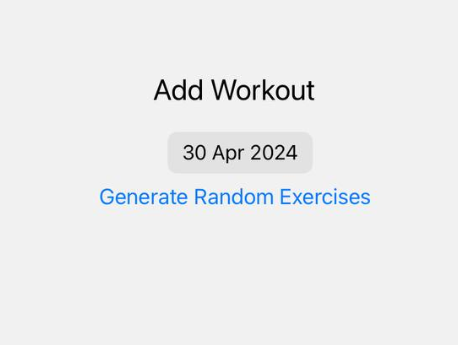 Add Workout
30 Apr 2024
Generate Random Exercises